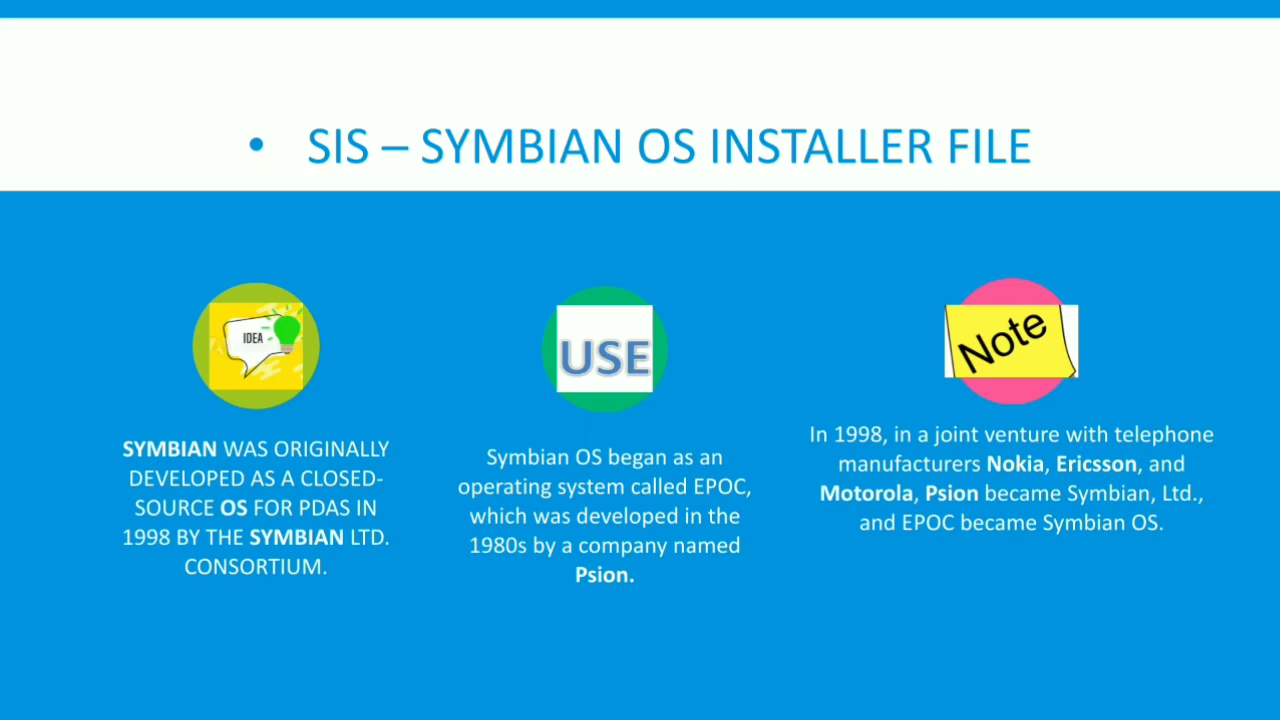 • SIS – SYMBIAN OS INSTALLER FILE
IDEA
SYMBIAN WAS ORIGINALLY
DEVELOPED AS A CLOSED-
SOURCE OS FOR PDAS IN
1998 BY THE SYMBIAN LTD.
CONSORTIUM.
USE
Symbian OS began as an
operating system called EPOC,
which was developed in the
1980s by a company named
Psion.
Note
In 1998, in a joint venture with telephone
manufacturers Nokia, Ericsson, and
Motorola, Psion became Symbian, Ltd.,
and EPOC became Symbian OS.